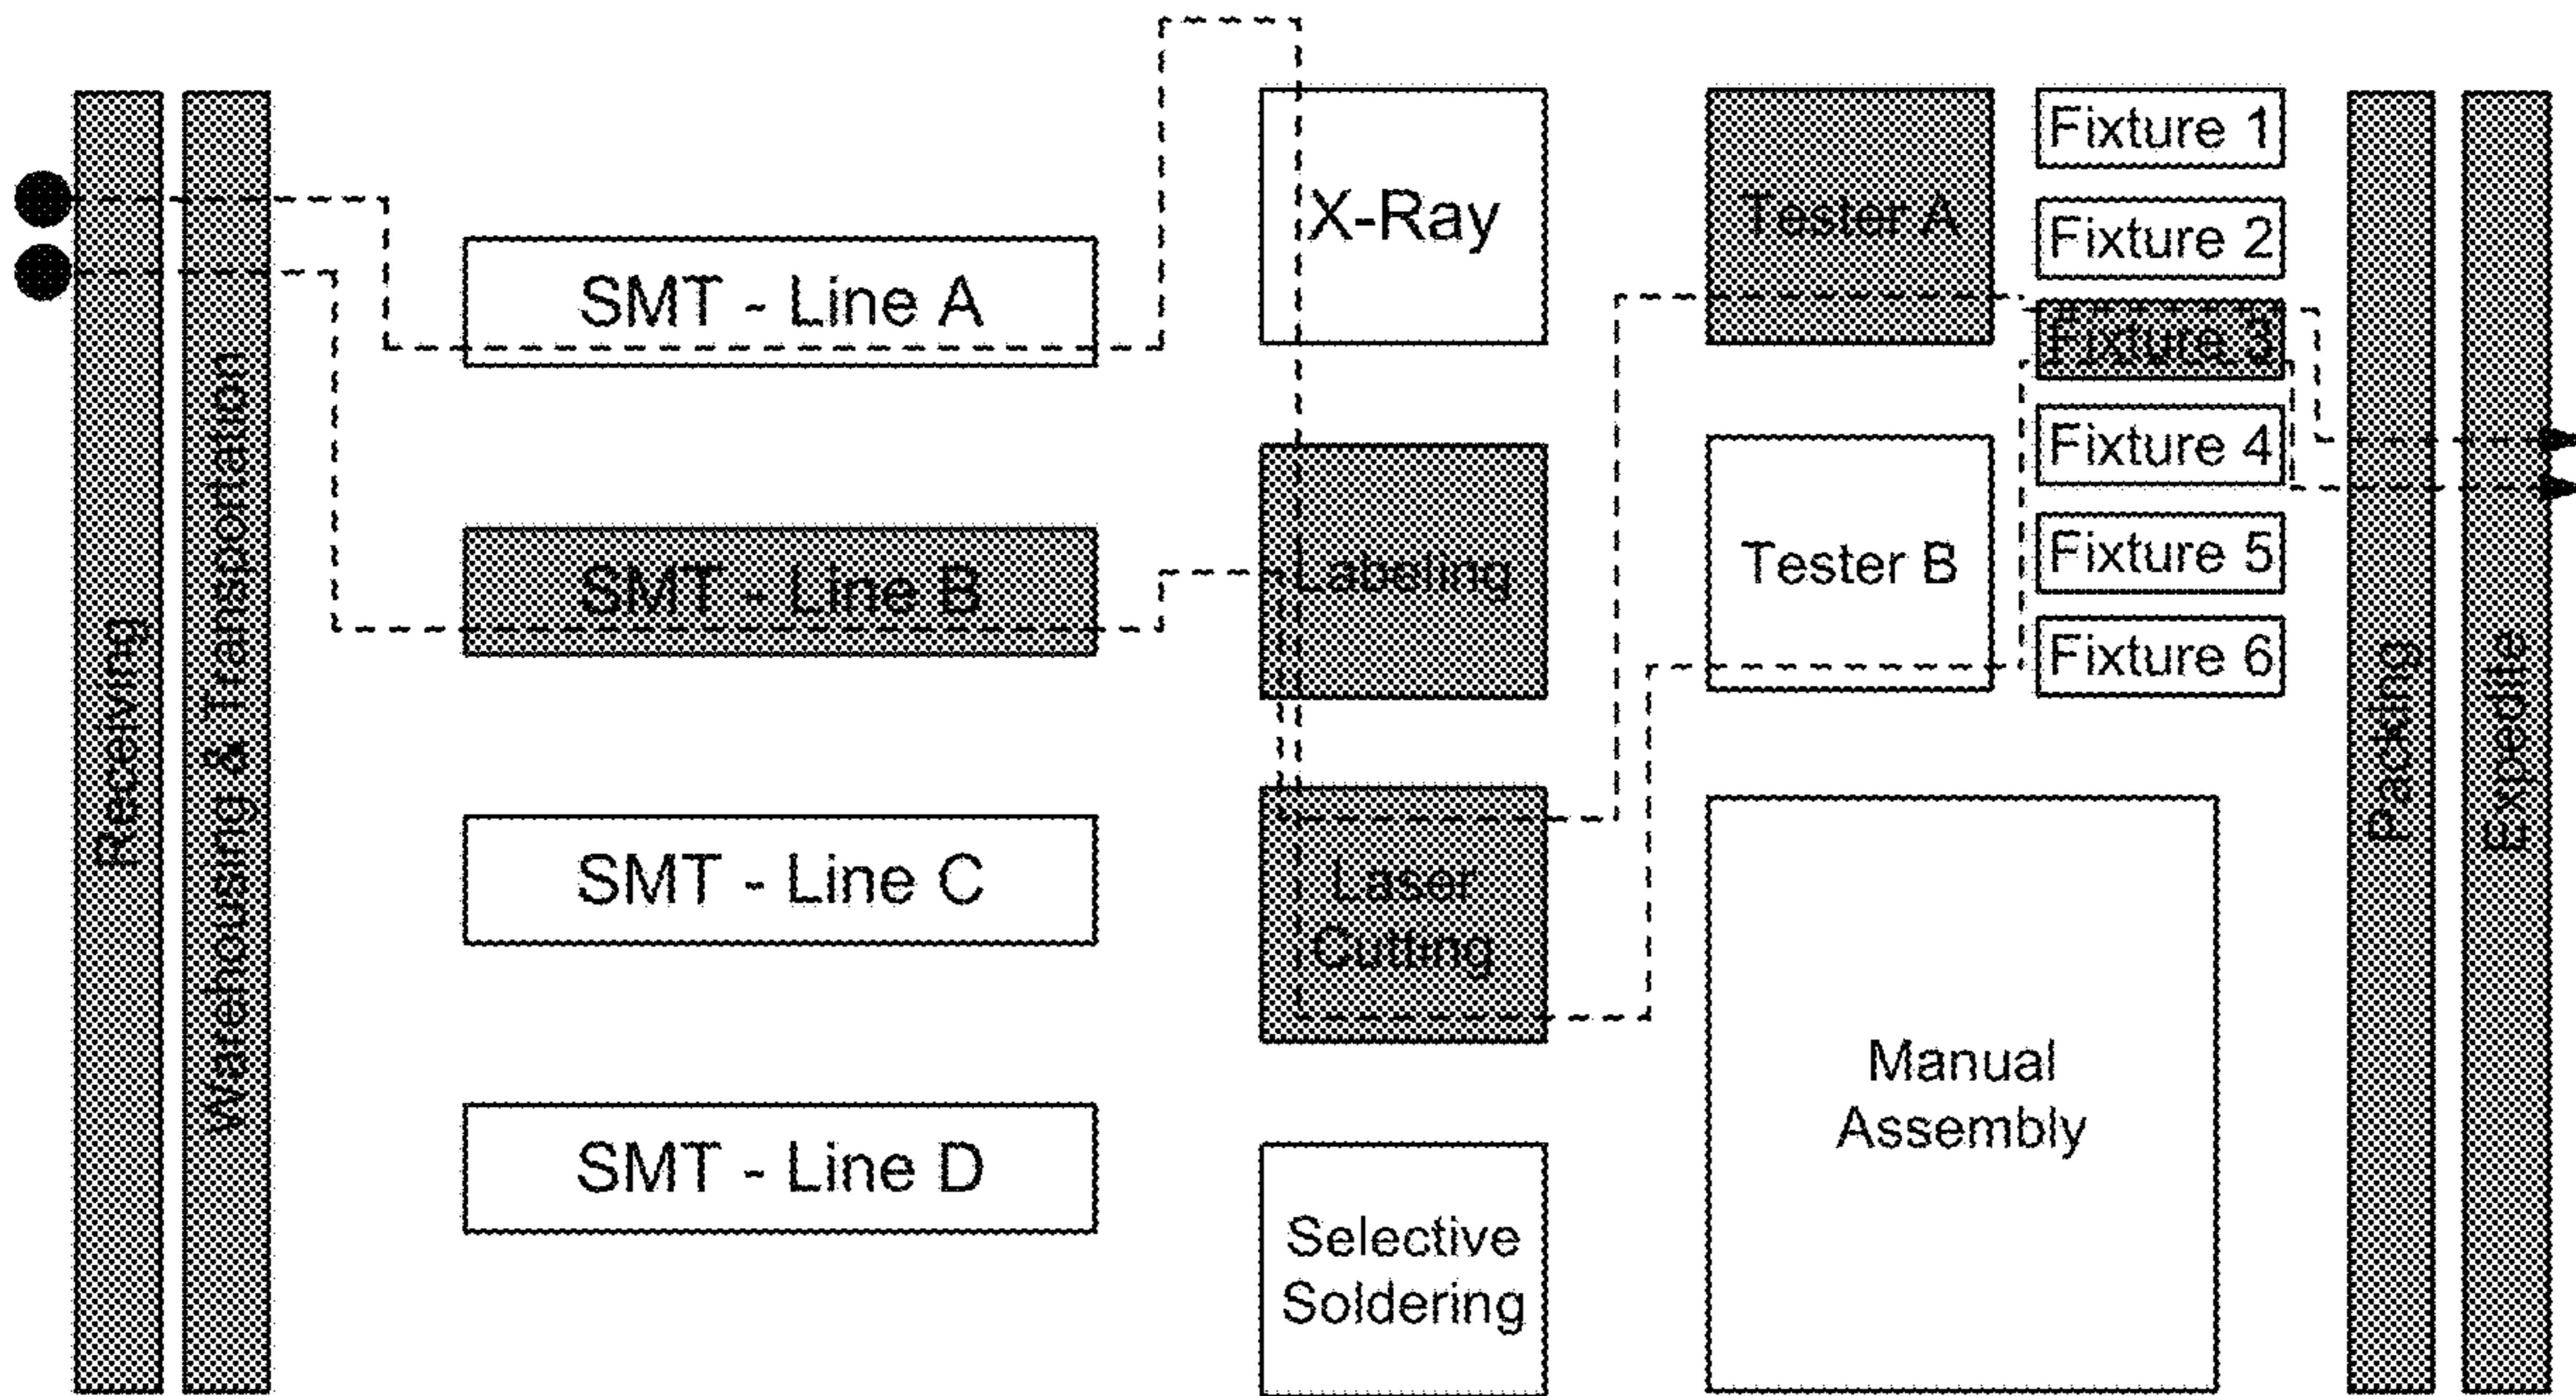 Receiving
Warehousing & Transportation
SMT - Line A
SMT - Line B
SMT - Line C
SMT - Line D
X-Ray
Labeling
Laser
Cutting
Selective
Soldering
Tester A
Tester B
Manual
Assembly
Fixture 1
Fixture 2
Fixture 3
Fixture 4
Fixture 5
Fixture 6
Packing
Expedite